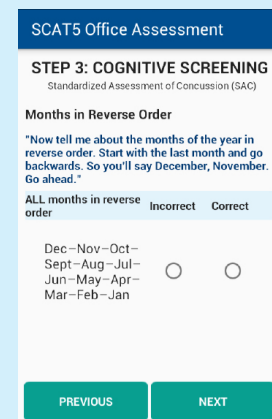 SCAT5 Office Assessment
STEP 3: COGNITIVE SCREENING
Standardized Assessment of Concussion (SAC)
Months in Reverse Order
"Now tell me about the months of the year in
reverse order. Start with the last month and go
backwards. So you'll say December, November.
Go ahead."
ALL months in reverse order Incorrect Correct
Dec-Nov-Oct-
Sept-Aug-Jul-
Jun-May-Apr-
Mar-Feb-Jan
PREVIOUS NEXT